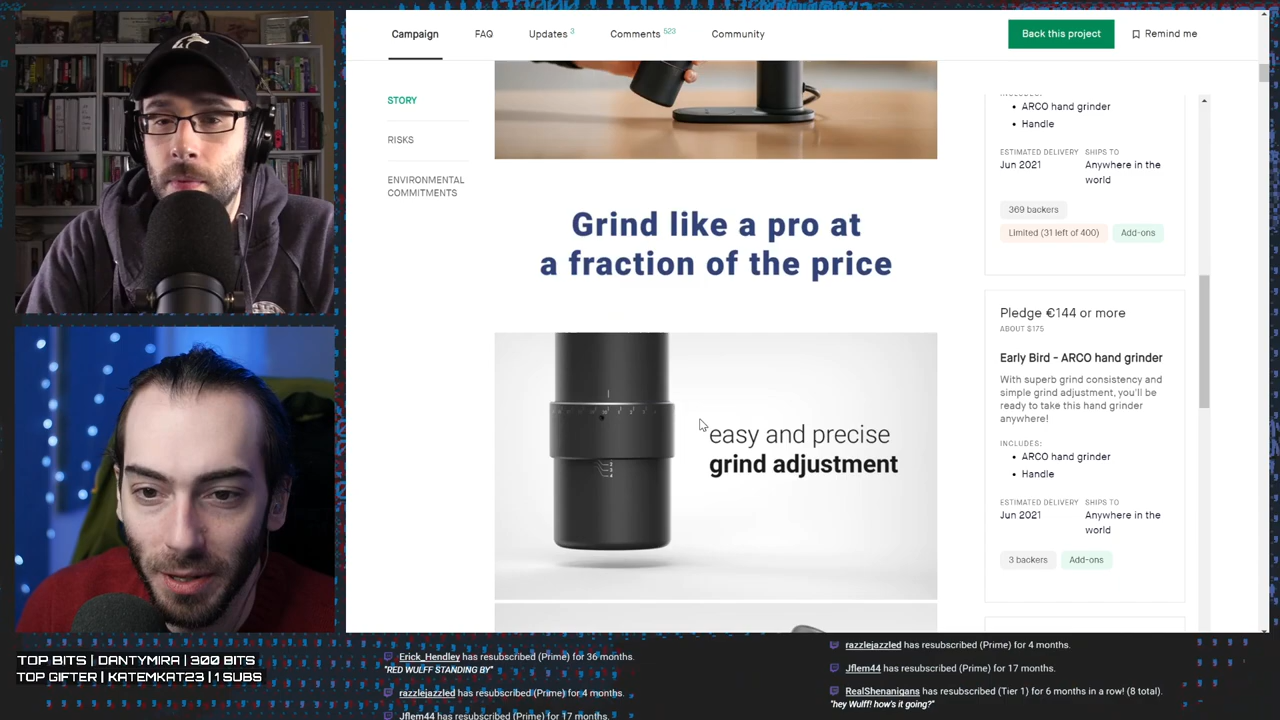 Campaign
FAQ
Updates 3
Comments 523
Community
Back this project
Remind me
STORY
RISKS
ENVIRONMENTAL
COMMITMENTS
Grind like a pro at
a fraction of the price
easy and precise
grind adjustment
INCLUDES:
• ARCO hand grinder
• Handle
ESTIMATED DELIVERY
Jun 2021
SHIPS TO
Anywhere in the
world
369 backers
Limited (31 left of 400)
Add-ons
Pledge €144 or more
ABOUT $175
Early Bird - ARCO hand grinder
With superb grind consistency and
simple grind adjustment, you'll be
ready to take this hand grinder
anywhere!
INCLUDES:
• ARCO hand grinder
• Handle
ESTIMATED DELIVERY
Jun 2021
SHIPS TO
Anywhere in the
world
3 backers
Add-ons
TOP BITS | DANTYMIRA | 300 BITS
TOP GIFTER | KATEMKAT23 | 1 SUBS
Erick_Hendley has resubscribed (Prime) for 36 months.
"RED WULFF STANDING BY"
razzlejazzled has resubscribed (Prime) for 4 months.
Jflem44 has resubscribed (Prime) for 17 months.
razzlejazzled has resubscribed (Prime) for 4 months.
Jflem44 has resubscribed (Prime) for 17 months.
RealShenanigans has resubscribed (Tier 1) for 6 months in a row! (8 total).
"hey Wulff! how's it going?"